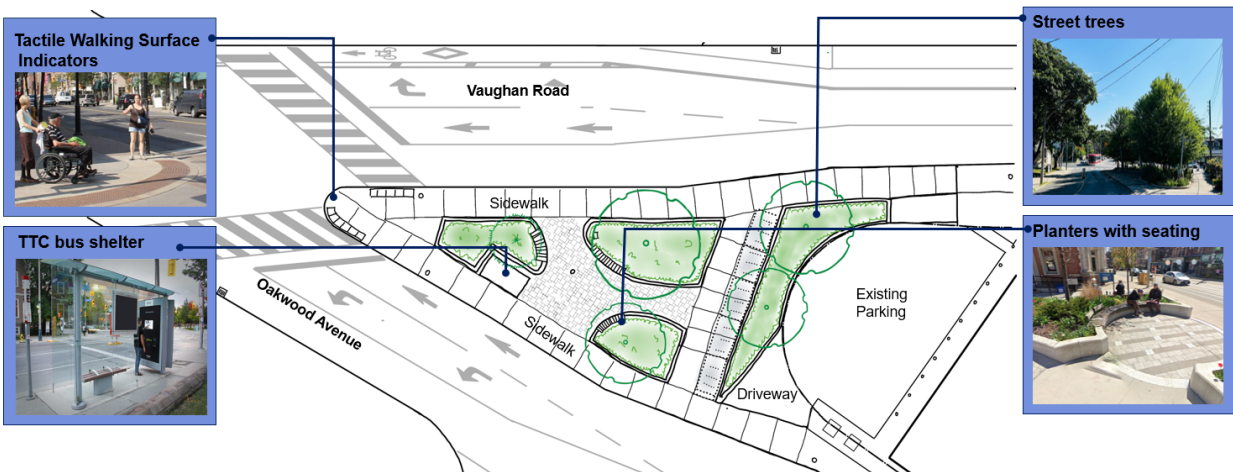 Tactile Walking Surface
Indicators
Street trees
Vaughan Road
Sidewalk
TTC bus shelter
Planters with seating
Oakwood Avenue
Sidewalk
Existing
Parking
Driveway